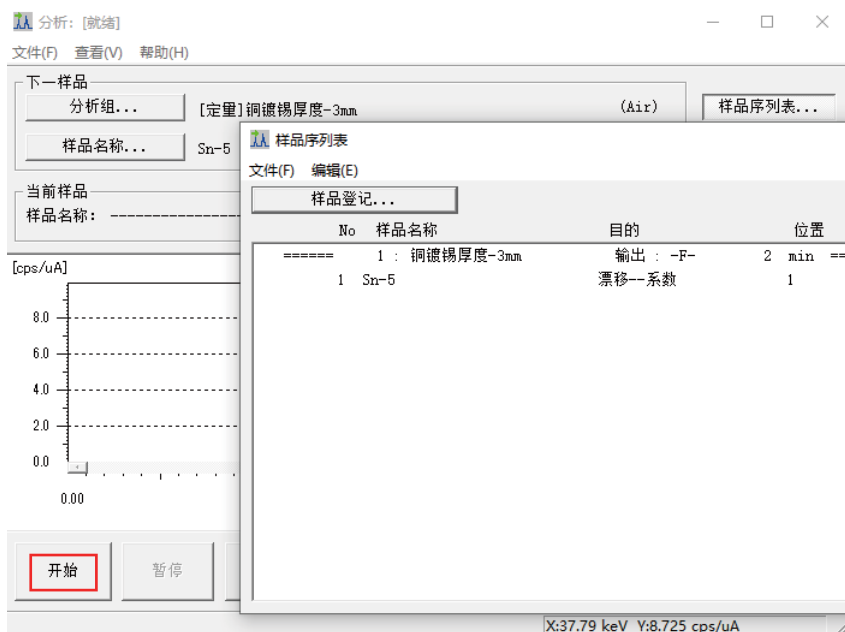 分析：[就绪]
文件(F) 查看(V) 帮助(H)
下一样品
分析组... [定量]铜镀锡厚度-3mm (Air) 样品序列表...
样品名称... Sn-5
当前样品
样品名称： -----------------
[cps/uA]
8.0
6.0
4.0
2.0
0.0
0.00
开始 暂停
样品序列表
文件(F) 编辑(E)
样品登记...
No 样品名称 目的 位置
====== 1 : 铜镀锡厚度-3mm 输出 : -F- 2 min ==
1 Sn-5 漂移--系数 1
X:37.79 keV Y:8.725 cps/uA